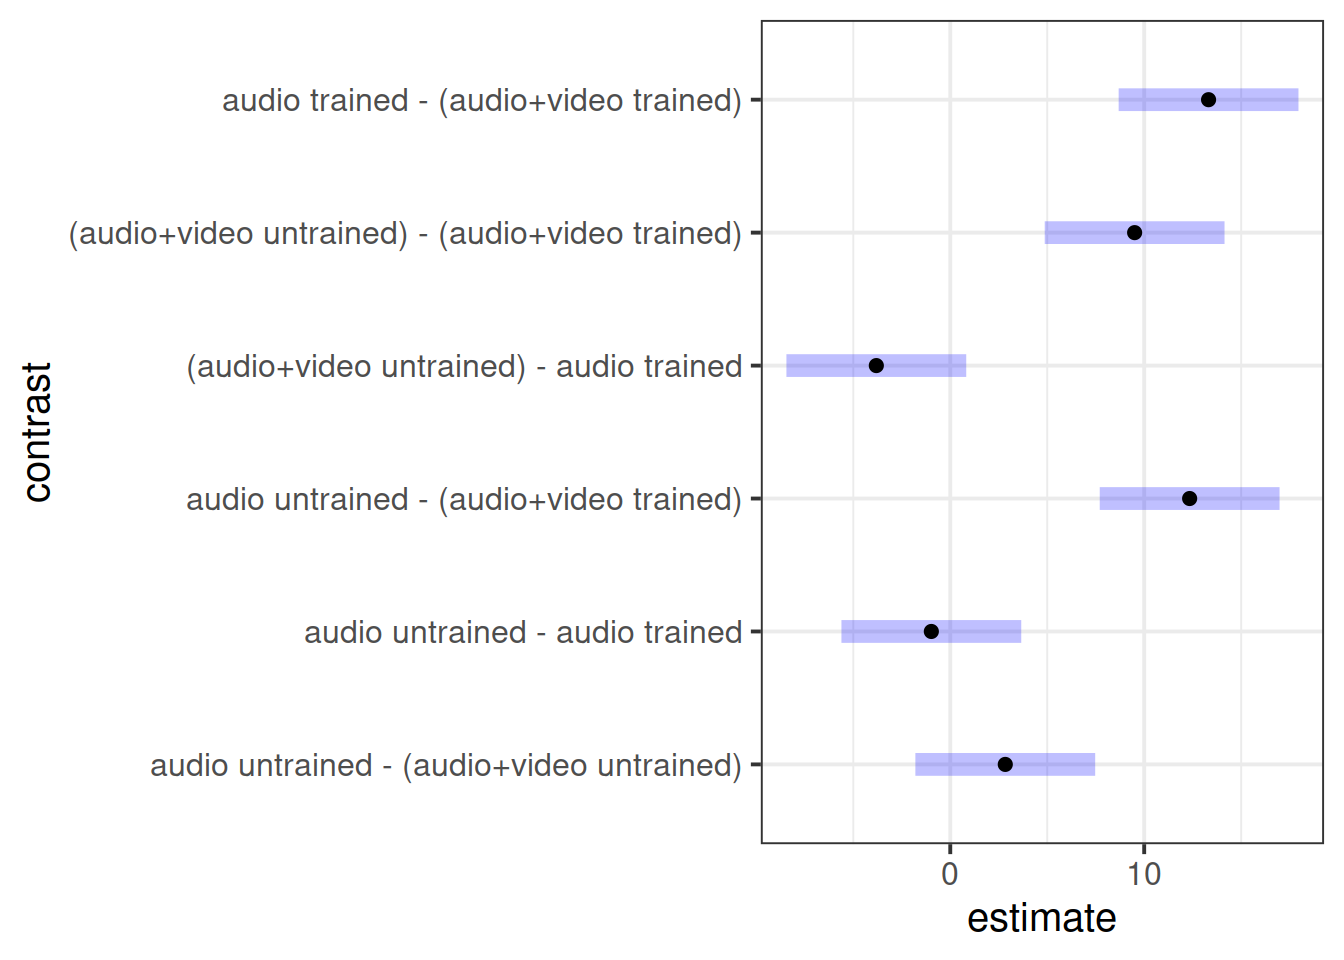 audio trained - (audio+video trained)
(audio+video untrained) - (audio+video trained)
(audio+video untrained) - audio trained
audio untrained - (audio+video trained)
audio untrained - audio trained
audio untrained - (audio+video untrained)
contrast
0 10
estimate